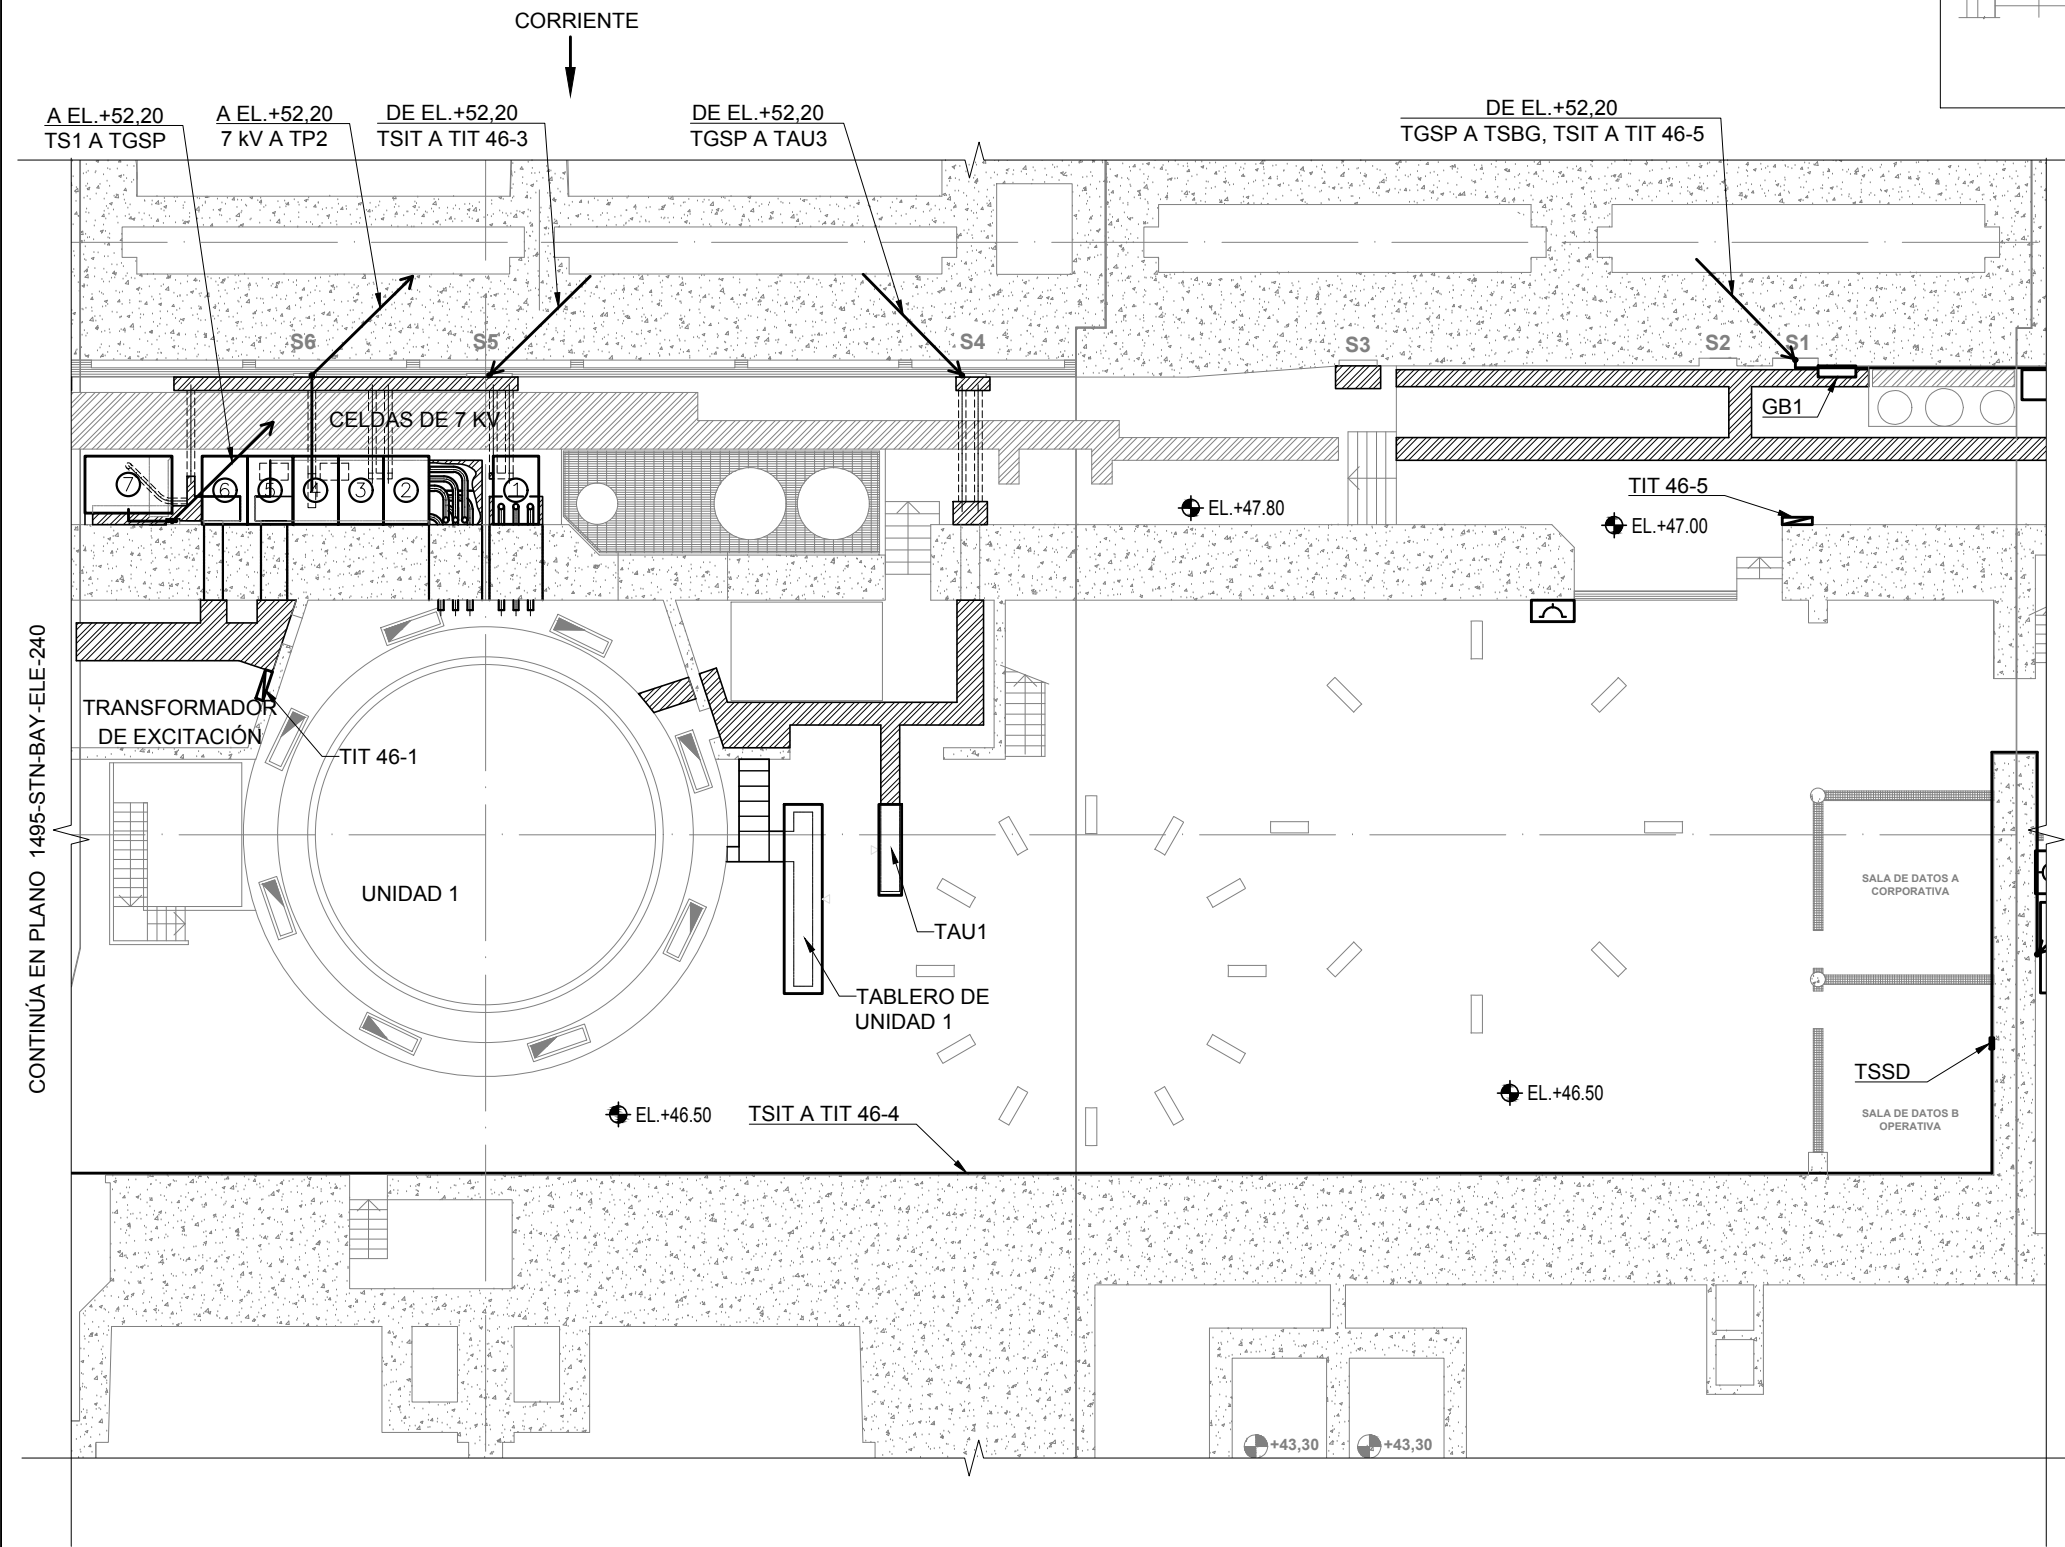 CORRIENTE
A EL.+52,20
TS1 A TGSP
A EL.+52,20
7 kV A TP2
DE EL.+52,20
TSIT A TIT 46-3
DE EL.+52,20
TGSP A TAU3
DE EL.+52,20
TGSP A TSBG, TSIT A TIT 46-5
S6
S5
S4
S3
S2
S1
GB1
CELDAS DE 7 KV
7
6
5
4
3
2
1
TIT 46-5
EL.+47.80
EL.+47.00
TRANSFORMADOR
DE EXCITACIÓN
TIT 46-1
CONTINÚA EN PLANO 1495-STN-BAY-ELE-240
UNIDAD 1
TAU1
TABLERO DE
UNIDAD 1
SALA DE DATOS A
CORPORATIVA
TSSD
SALA DE DATOS B
OPERATIVA
EL.+46.50
TSIT A TIT 46-4
EL.+46.50
+43,30
+43,30